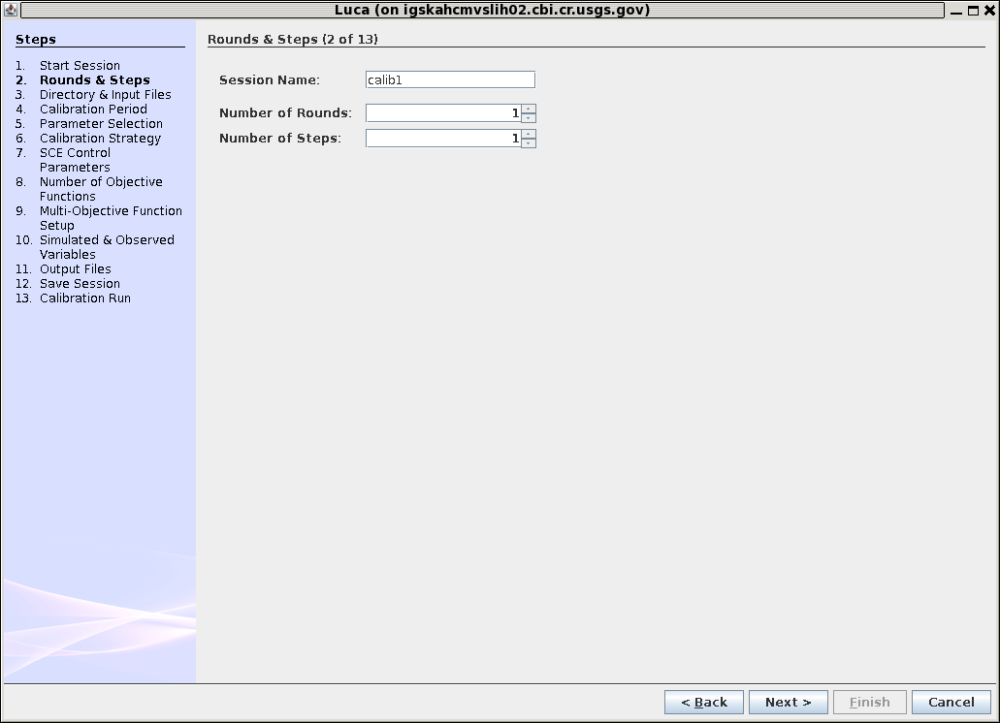 Luca (on igskahcmvslih02.cbi.cr.usgs.gov)
Steps
1. Start Session
2. Rounds & Steps
3. Directory & Input Files
4. Calibration Period
5. Parameter Selection
6. Calibration Strategy
7. SCE Control
Parameters
8. Number of Objective
Functions
9. Multi-Objective Function
Setup
10. Simulated & Observed
Variables
11. Output Files
12. Save Session
13. Calibration Run
Rounds & Steps (2 of 13)
Session Name: calib1
Number of Rounds: 1
Number of Steps: 1
< Back Next > Finish Cancel